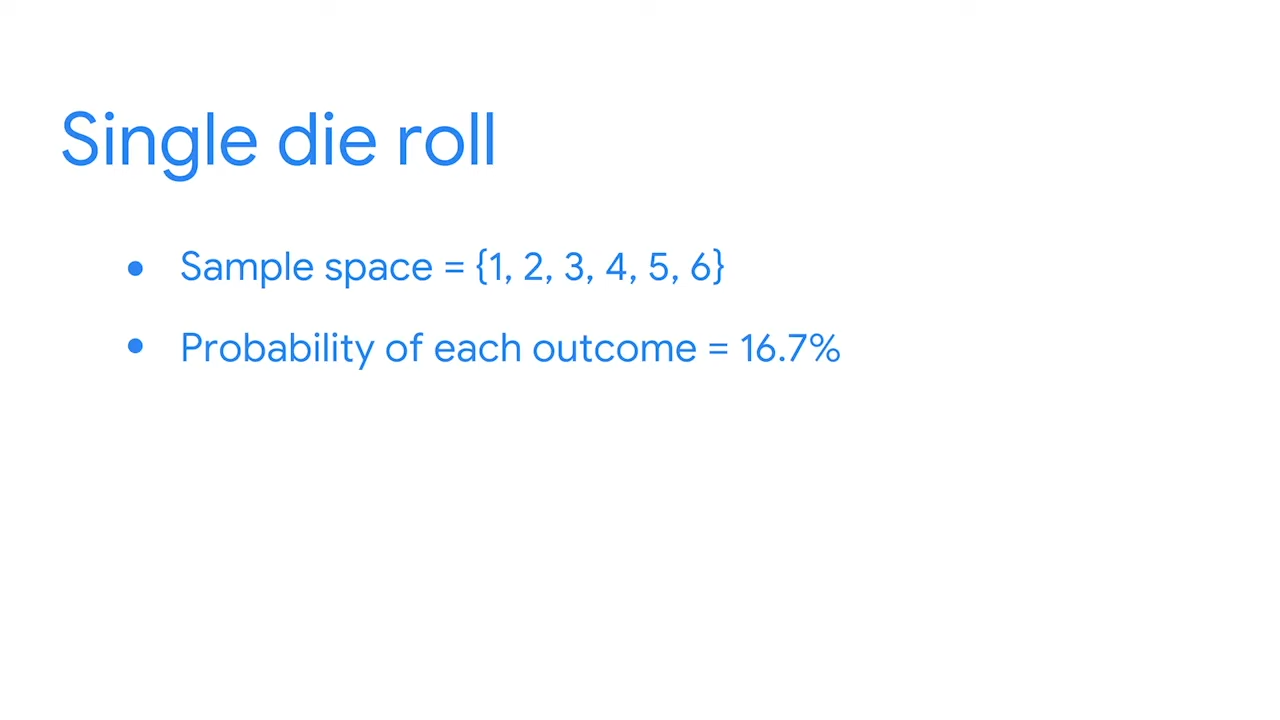 Single die roll
• Sample space = {1, 2, 3, 4, 5, 6}
• Probability of each outcome = 16.7%